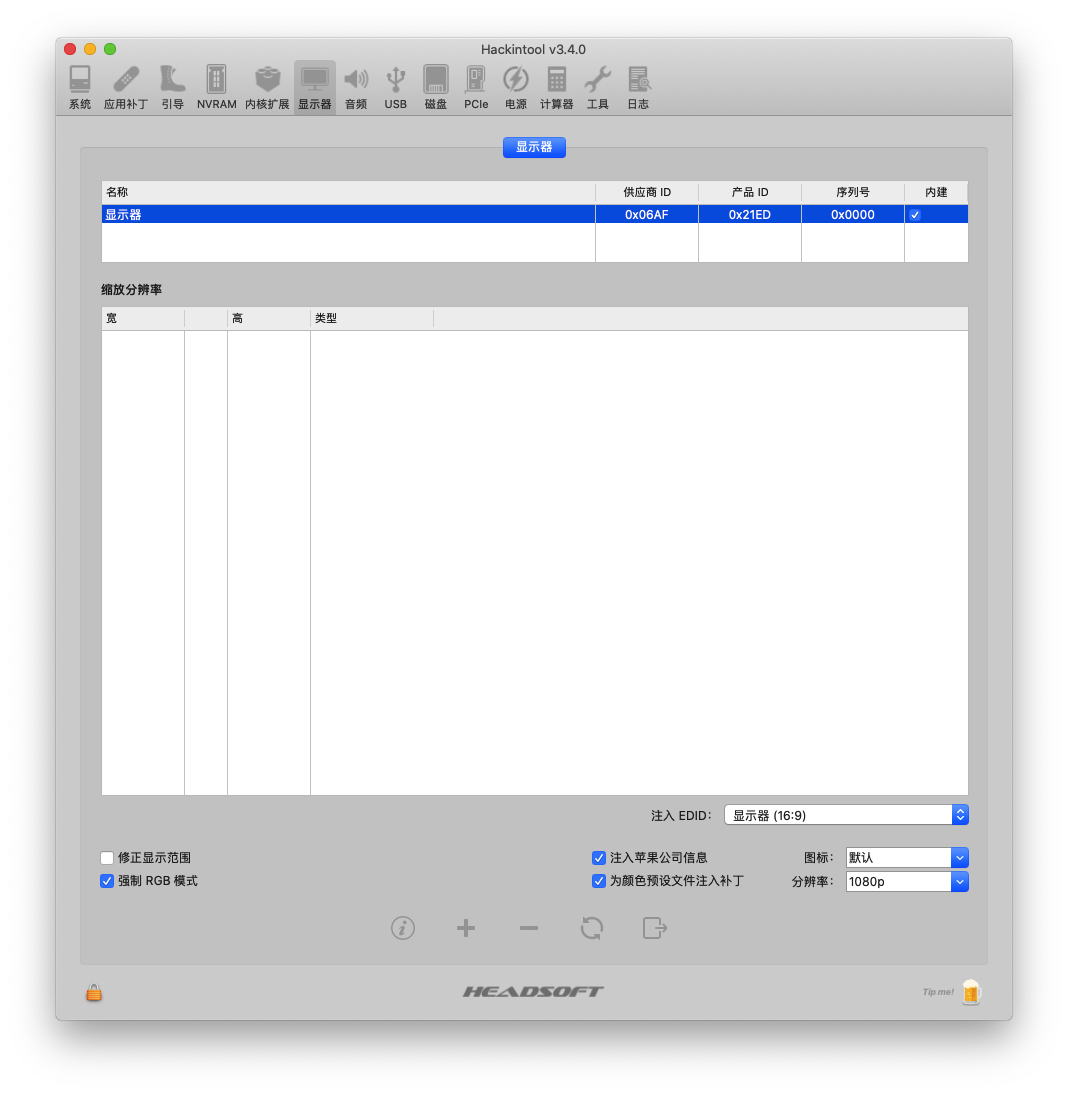 Hackintool v3.4.0
系统 应用补丁 引导 NVRAM 内核扩展 显示器 音频 USB 磁盘 PCIe 电源 计算器 工具 日志
显示器
名称 供应商 ID 产品 ID 序列号 内建
显示器 0x06AF 0x21ED 0x0000
缩放分辨率
宽 高 类型
注入 EDID： 显示器 (16:9)
修正显示范围 注入苹果公司信息 图标： 默认
强制 RGB 模式 为颜色预设文件注入补丁 分辨率： 1080p
HEADSOFT Tip me!